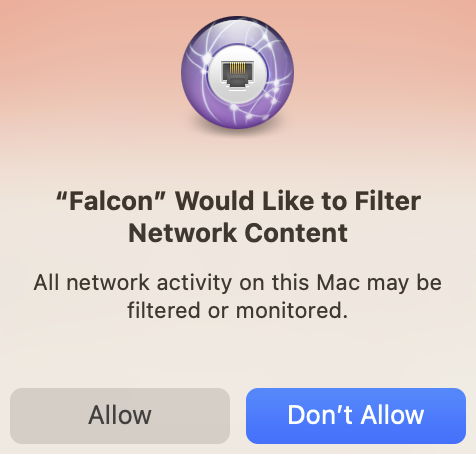 “Falcon” Would Like to Filter
Network Content
All network activity on this Mac may be
filtered or monitored.
Allow
Don’t Allow